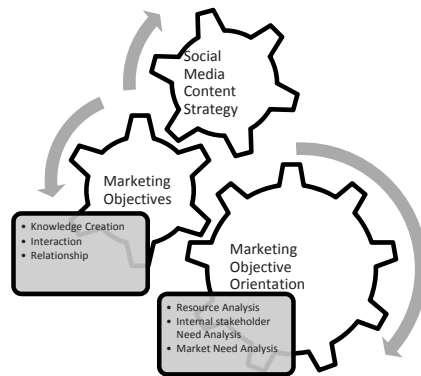 Social
Media
Content
Strategy
Marketing
Objectives
• Knowledge Creation
• Interaction
• Relationship
Marketing
Objective
Orientation
• Resource Analysis
• Internal stakeholder
Need Analysis
• Market Need Analysis